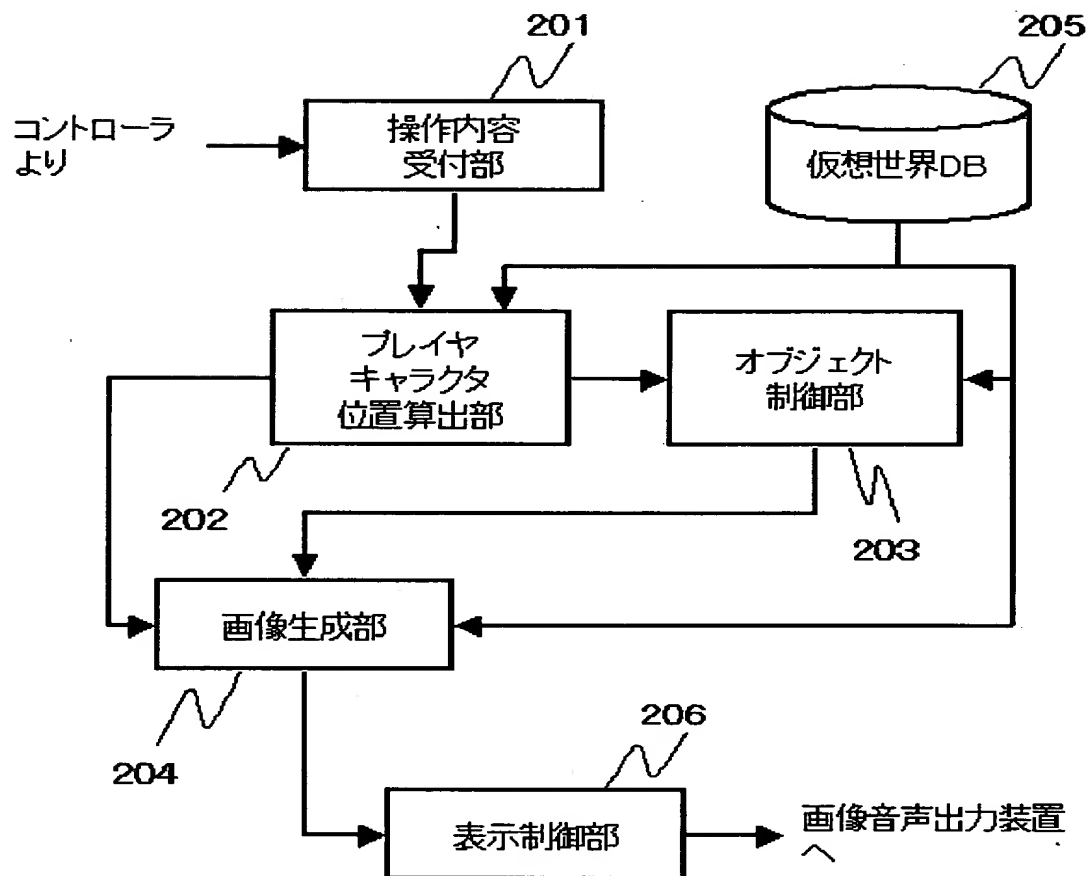 201
205
コントローラ
より
操作内容
受付部
仮想世界DB
プレイヤ
キャラクタ
位置算出部
オブジェクト
制御部
202
203
画像生成部
204
206
表示制御部
画像音声出力装置
へ